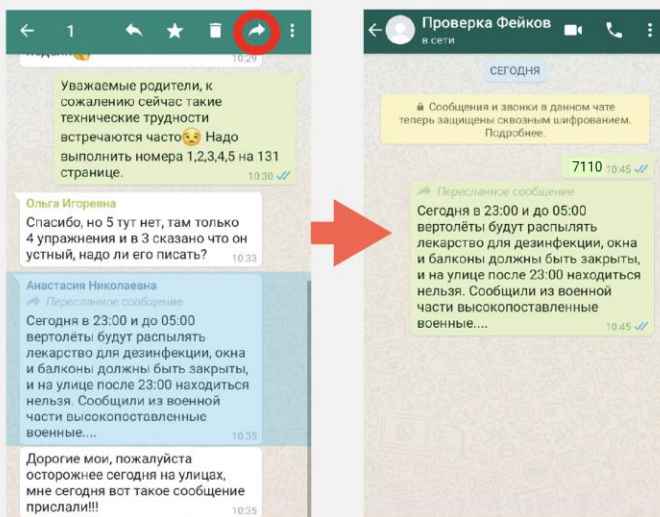 1
10:29
Уважаемые родители, к
сожалению сейчас такие
технические трудности
встречаются часто😒 Надо
выполнить номера 1,2,3,4,5 на 131
странице.
10:30
Ольга Игоревна
Спасибо, но 5 тут нет, там только
4 упражнения и в 3 сказано что он
устный, надо ли его писать?
10:33
Анастасия Николаевна
Пересланное сообщение
Сегодня в 23:00 и до 05:00
вертолёты будут распылять
лекарство для дезинфекции, окна
и балконы должны быть закрыты,
и на улице после 23:00 находиться
нельзя. Сообщили из военной
части высокопоставленные
военные....
10:35
Дорогие мои, пожалуйста
осторожнее сегодня на улицах,
мне сегодня вот такое сообщение
прислали!!!
10:35
Проверка Фейков
в сети
СЕГОДНЯ
Сообщения и звонки в данном чате
теперь защищены сквозным шифрованием.
Подробнее.
7110 10:45
Пересланное сообщение
Сегодня в 23:00 и до 05:00
вертолёты будут распылять
лекарство для дезинфекции, окна
и балконы должны быть закрыты,
и на улице после 23:00 находиться
нельзя. Сообщили из военной
части высокопоставленные
военные....
10:45